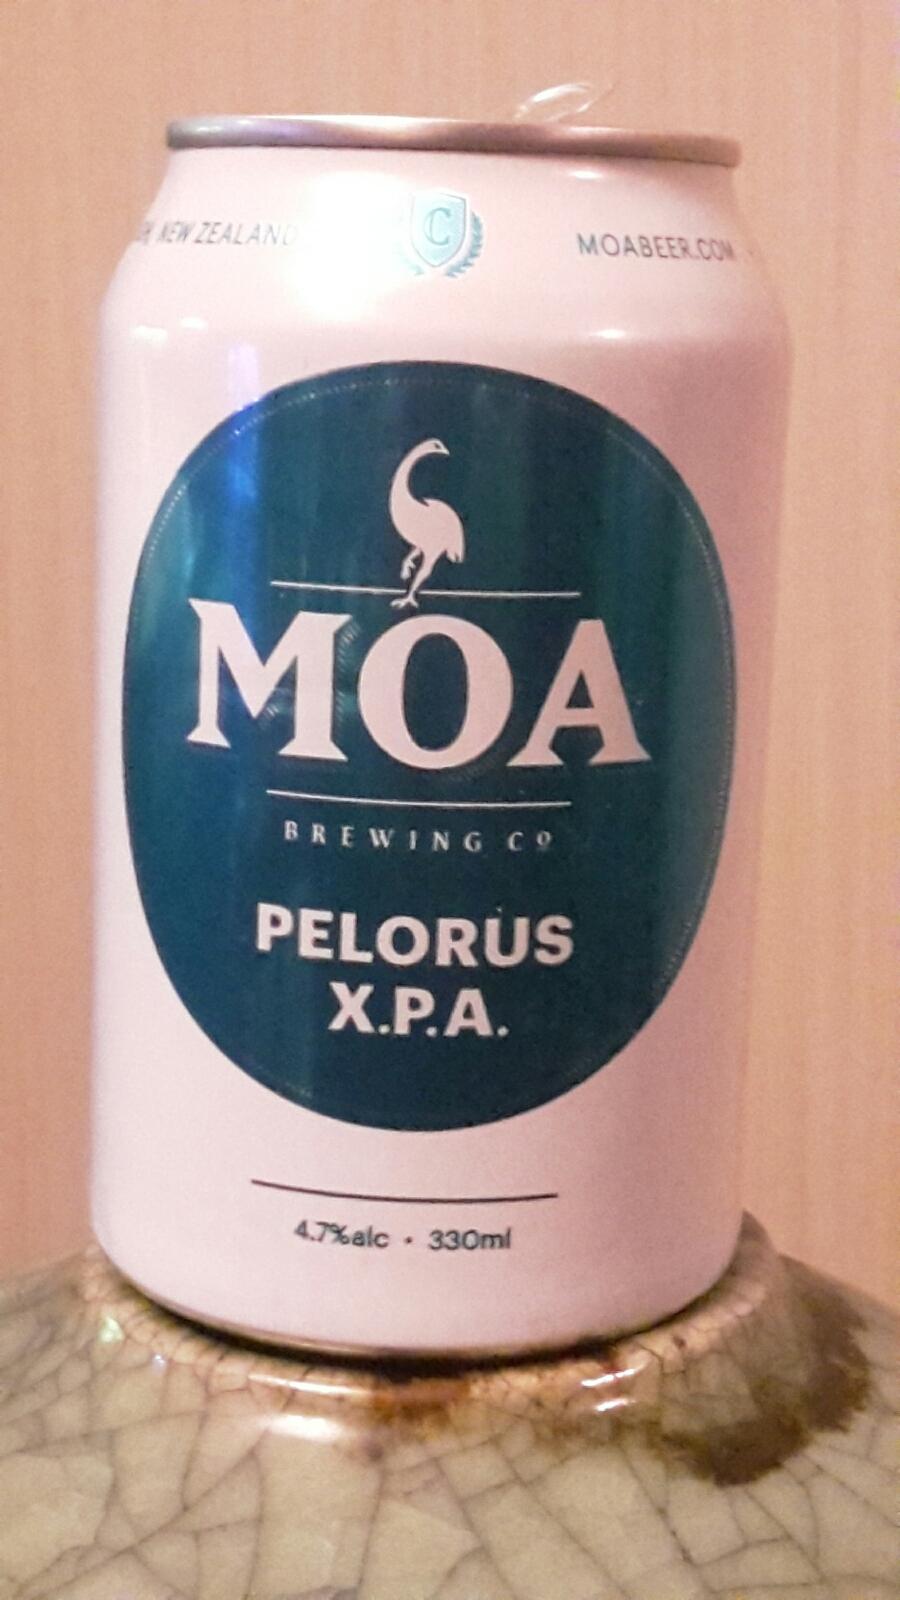 NEW ZEALAND
C
MOABEER.COM
MOA
BREWING Cº
PELORUS
X.P.A.
4.7%alc • 330ml